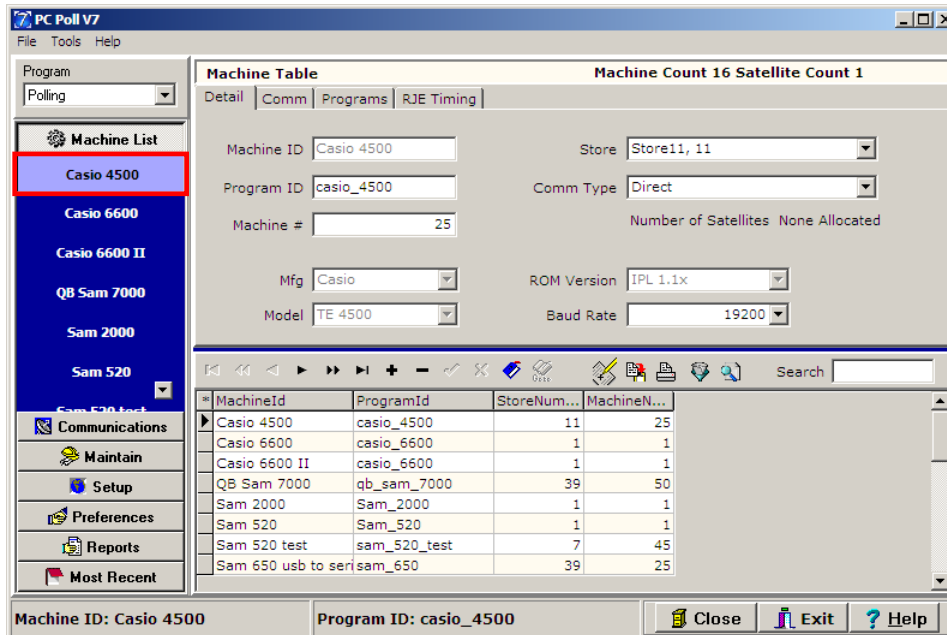 PC Poll V7
File Tools Help
Program
Polling
Machine List
Casio 4500
Casio 6600
Casio 6600 II
QB Sam 7000
Sam 2000
Sam 520
Sam 520 test
Communications
Maintain
Setup
Preferences
Reports
Most Recent
Machine Table Machine Count 16 Satellite Count 1
Detail Comm Programs RJE Timing
Machine ID Casio 4500 Store Store11, 11
Program ID casio_4500 Comm Type Direct
Machine # 25 Number of Satellites None Allocated
Mfg Casio ROM Version IPL 1.1x
Model TE 4500 Baud Rate 19200
Search
* MachineId ProgramId StoreNum... MachineN...
Casio 4500 casio_4500 11 25
Casio 6600 casio_6600 1 1
Casio 6600 II casio_6600 1 1
QB Sam 7000 qb_sam_7000 39 50
Sam 2000 Sam_2000 1 1
Sam 520 Sam_520 1 1
Sam 520 test sam_520_test 7 45
Sam 650 usb to seri sam_650 39 25
Machine ID: Casio 4500 Program ID: casio_4500 Close Exit ? Help